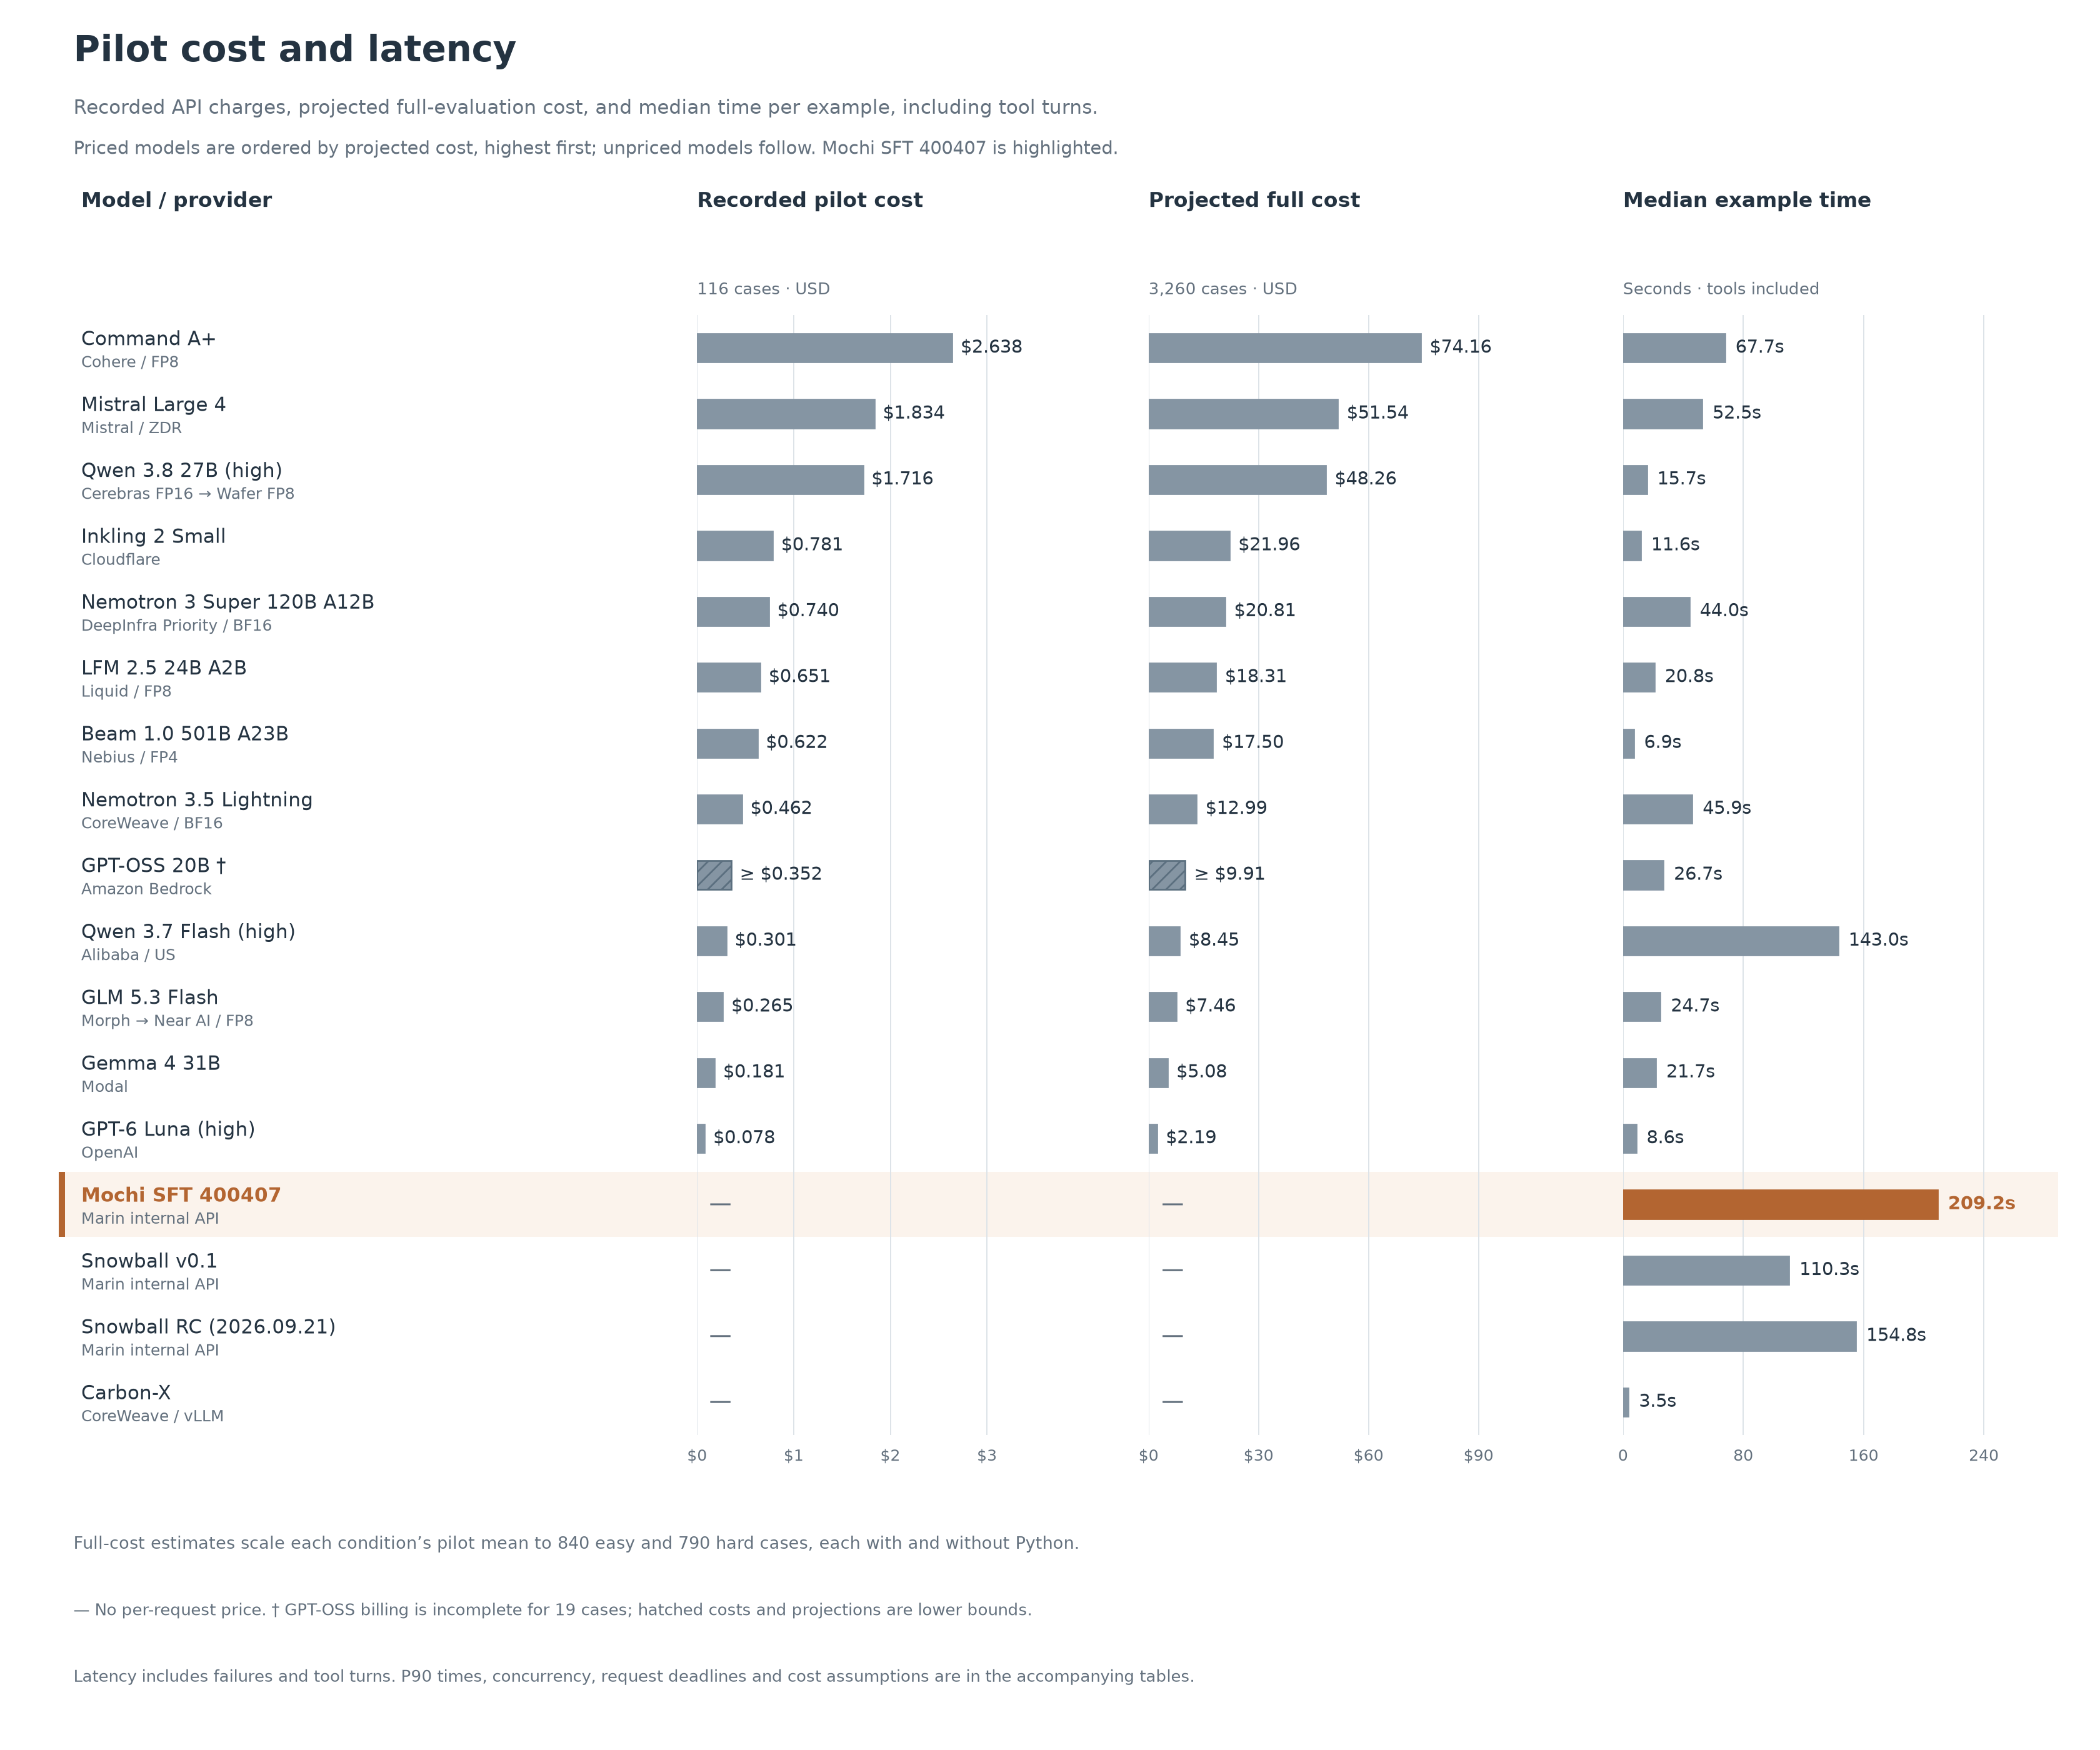 Pilot cost and latency
Recorded API charges, projected full-evaluation cost, and median time per example, including tool turns.
Priced models are ordered by projected cost, highest first; unpriced models follow. Mochi SFT 400407 is highlighted.
Model / provider Recorded pilot cost Projected full cost Median example time
116 cases · USD 3,260 cases · USD Seconds · tools included
Command A+ $2.638 $74.16 67.7s
Cohere / FP8
Mistral Large 4 $1.834 $51.54 52.5s
Mistral / ZDR
Qwen 3.8 27B (high) $1.716 $48.26 15.7s
Cerebras FP16 → Wafer FP8
Inkling 2 Small $0.781 $21.96 11.6s
Cloudflare
Nemotron 3 Super 120B A12B $0.740 $20.81 44.0s
DeepInfra Priority / BF16
LFM 2.5 24B A2B $0.651 $18.31 20.8s
Liquid / FP8
Beam 1.0 501B A23B $0.622 $17.50 6.9s
Nebius / FP4
Nemotron 3.5 Lightning $0.462 $12.99 45.9s
CoreWeave / BF16
GPT-OSS 20B † ≥ $0.352 ≥ $9.91 26.7s
Amazon Bedrock
Qwen 3.7 Flash (high) $0.301 $8.45 143.0s
Alibaba / US
GLM 5.3 Flash $0.265 $7.46 24.7s
Morph → Near AI / FP8
Gemma 4 31B $0.181 $5.08 21.7s
Modal
GPT-6 Luna (high) $0.078 $2.19 8.6s
OpenAI
Mochi SFT 400407 — — 209.2s
Marin internal API
Snowball v0.1 — — 110.3s
Marin internal API
Snowball RC (2026.09.21) — — 154.8s
Marin internal API
Carbon-X — — 3.5s
CoreWeave / vLLM
$0 $1 $2 $3 $0 $30 $60 $90 0 80 160 240
Full-cost estimates scale each condition’s pilot mean to 840 easy and 790 hard cases, each with and without Python.
— No per-request price. † GPT-OSS billing is incomplete for 19 cases; hatched costs and projections are lower bounds.
Latency includes failures and tool turns. P90 times, concurrency, request deadlines and cost assumptions are in the accompanying tables.